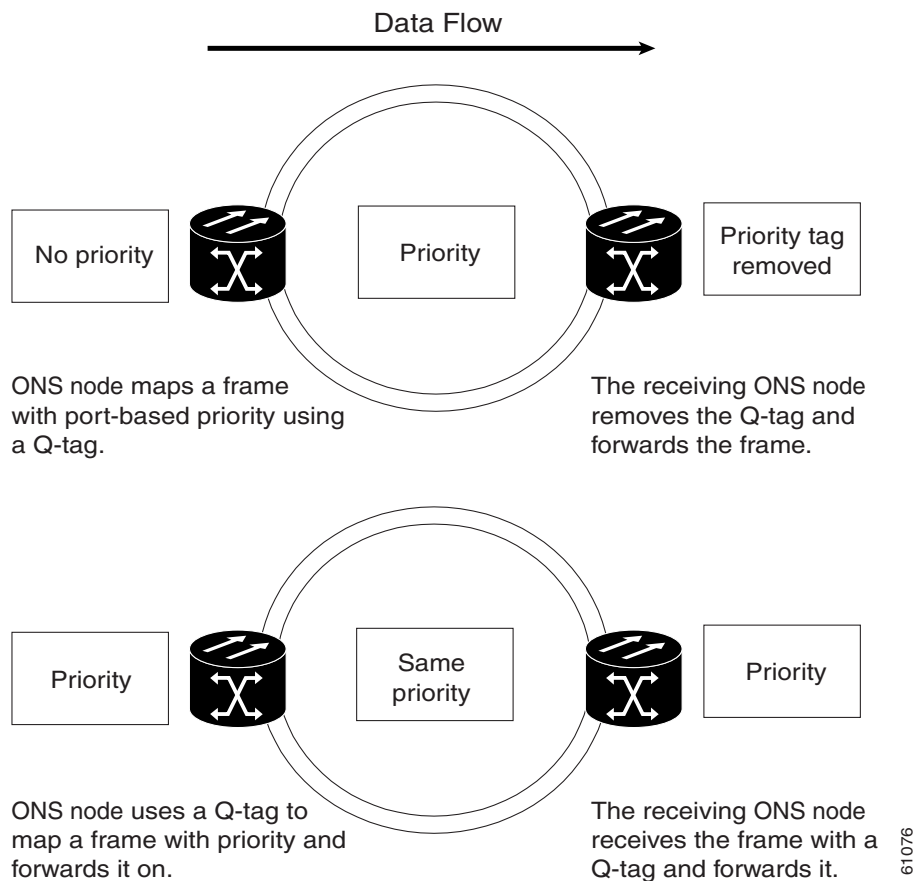 Data Flow
No priority
Priority
Priority tag
removed
ONS node maps a frame
with port-based priority using
a Q-tag.
The receiving ONS node
removes the Q-tag and
forwards the frame.
Priority
Same
priority
Priority
ONS node uses a Q-tag to
map a frame with priority and
forwards it on.
The receiving ONS node
receives the frame with a
Q-tag and forwards it.
61076